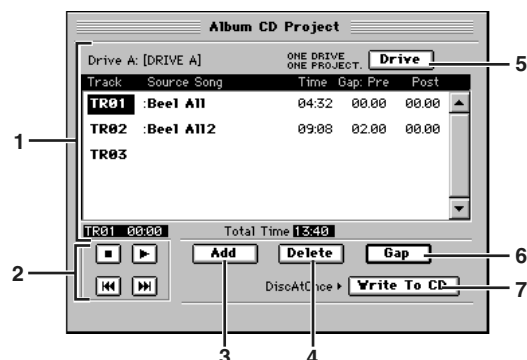 Album CD Project
Drive A: [DRIVE A]
ONE DRIVE
ONE PROJECT.
Drive
5
Track Source Song Time Gap: Pre Post
TR01 :Bee1 All 04:32 00.00 00.00
1
TR02 :Bee1 All2 09:08 02.00 00.00
TR03
TR01 00:00
Total Time 13:40
2
Add
Delete
Gap
6
DiscAtOnce
Write To CD
7
3
4